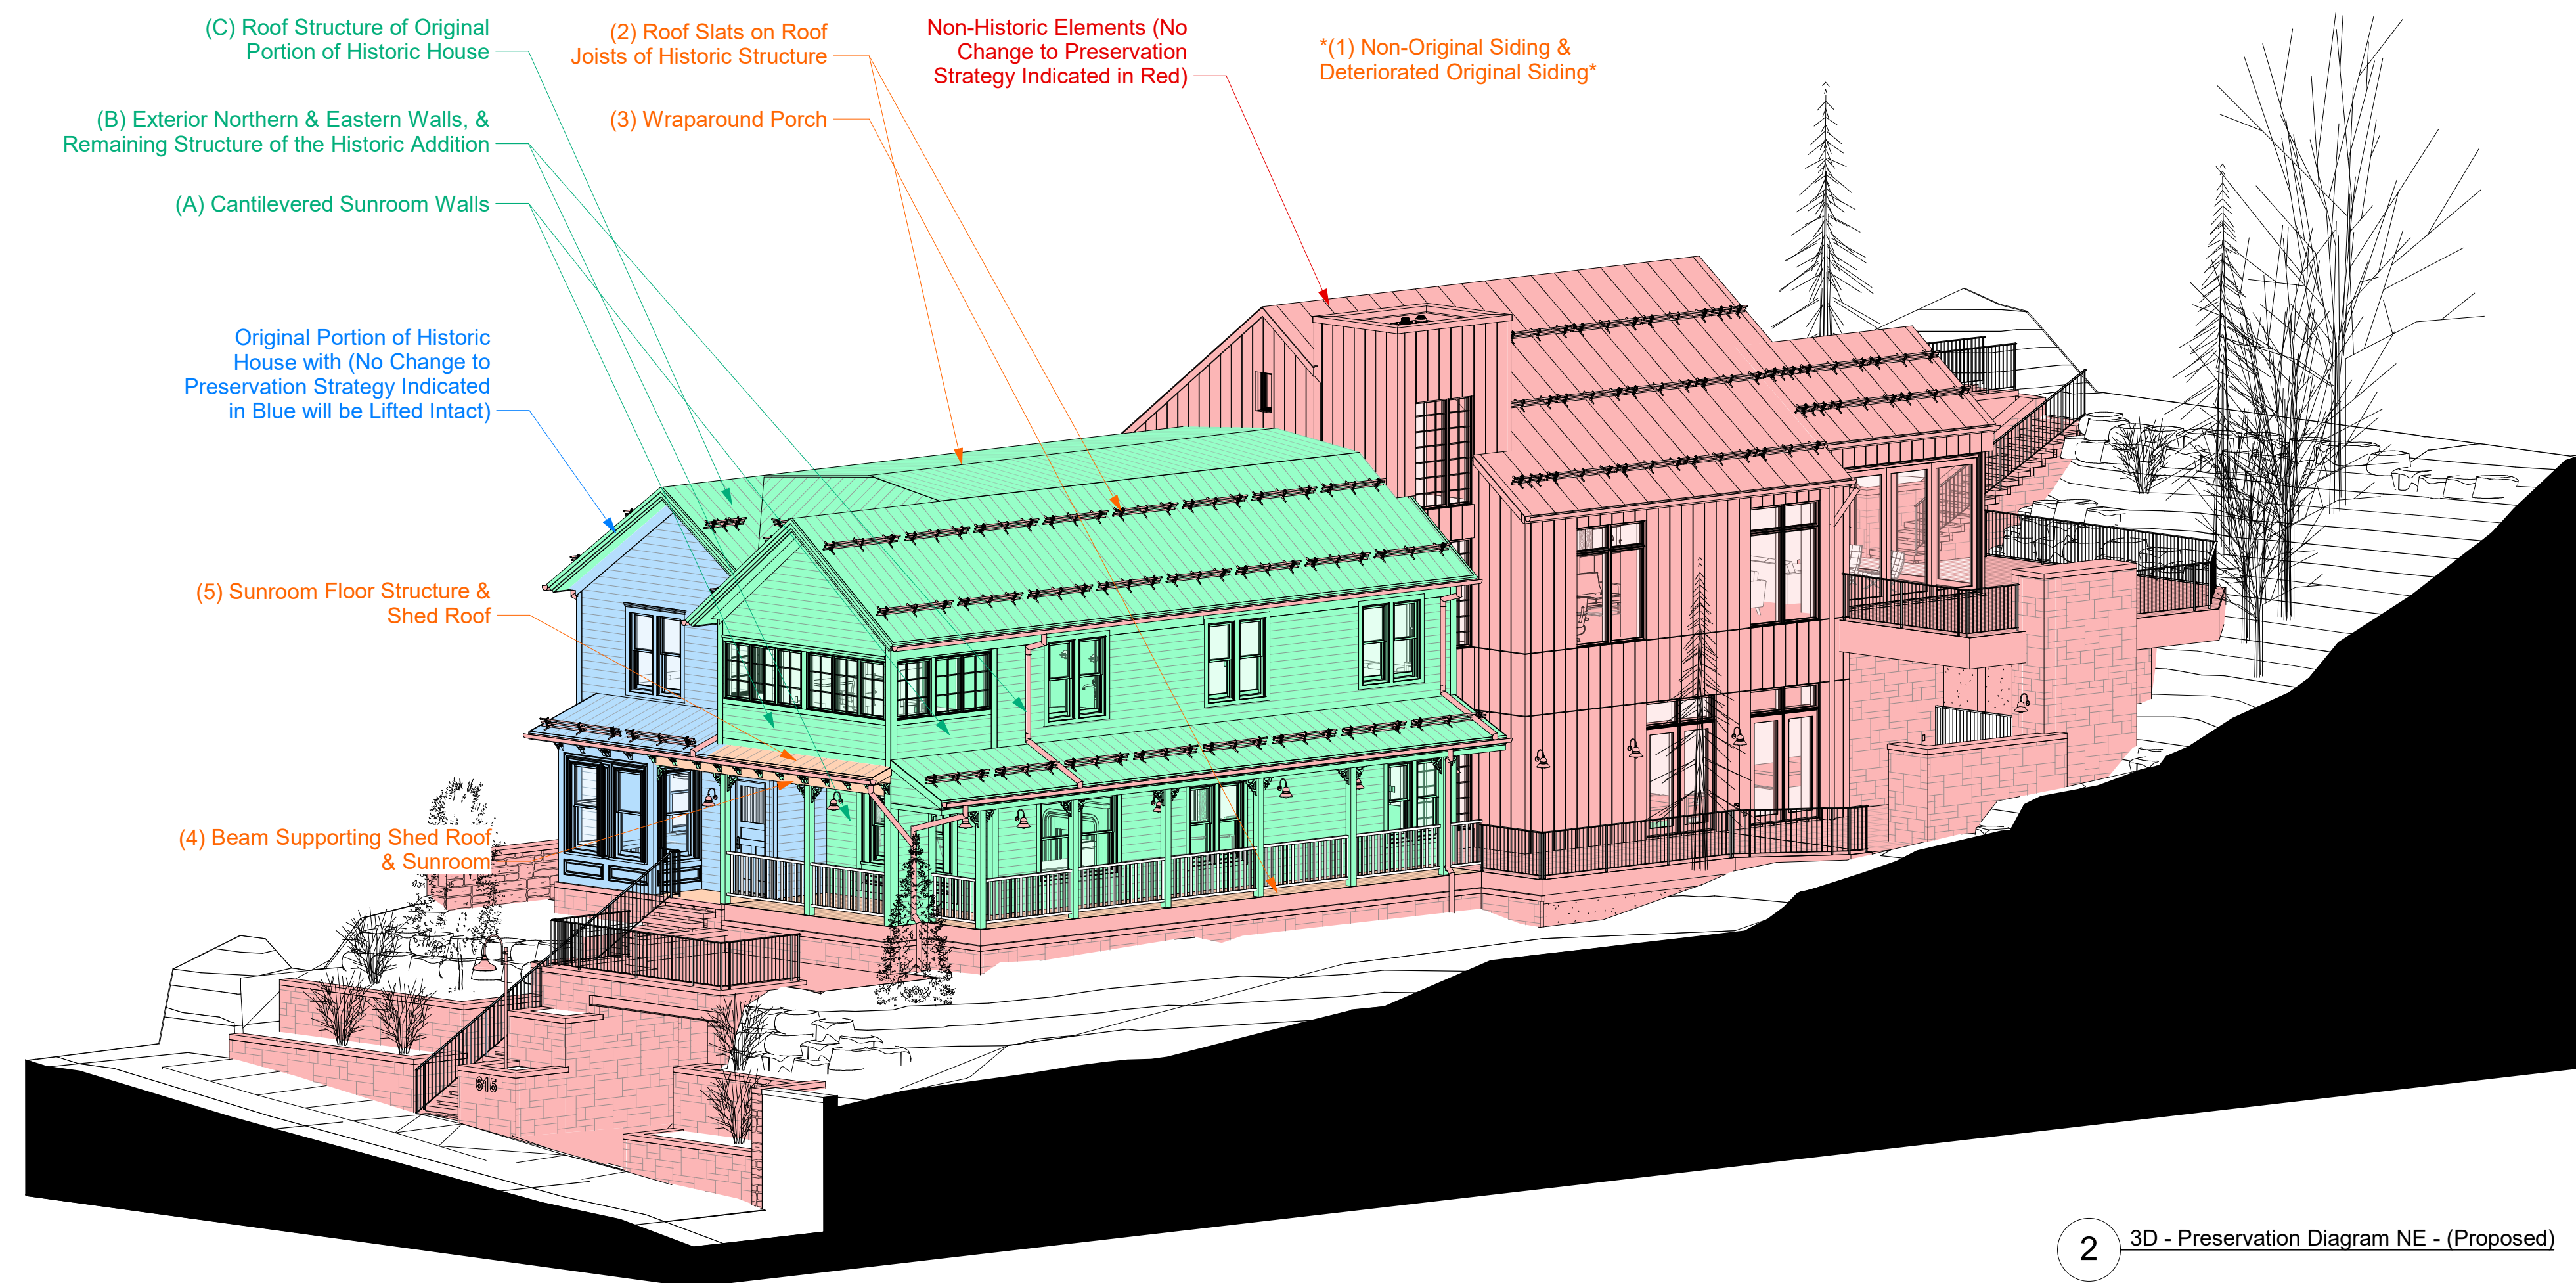 (C) Roof Structure of Original
Portion of Historic House
(2) Roof Slats on Roof
Joists of Historic Structure
Non-Historic Elements (No
Change to Preservation
Strategy Indicated in Red)
*(1) Non-Original Siding &
Deteriorated Original Siding*
(B) Exterior Northern & Eastern Walls, &
Remaining Structure of the Historic Addition
(3) Wraparound Porch
(A) Cantilevered Sunroom Walls
Original Portion of Historic
House with (No Change to
Preservation Strategy Indicated
in Blue will be Lifted Intact)
(5) Sunroom Floor Structure &
Shed Roof
(4) Beam Supporting Shed Roof
& Sunroom
615
2
3D - Preservation Diagram NE - (Proposed)